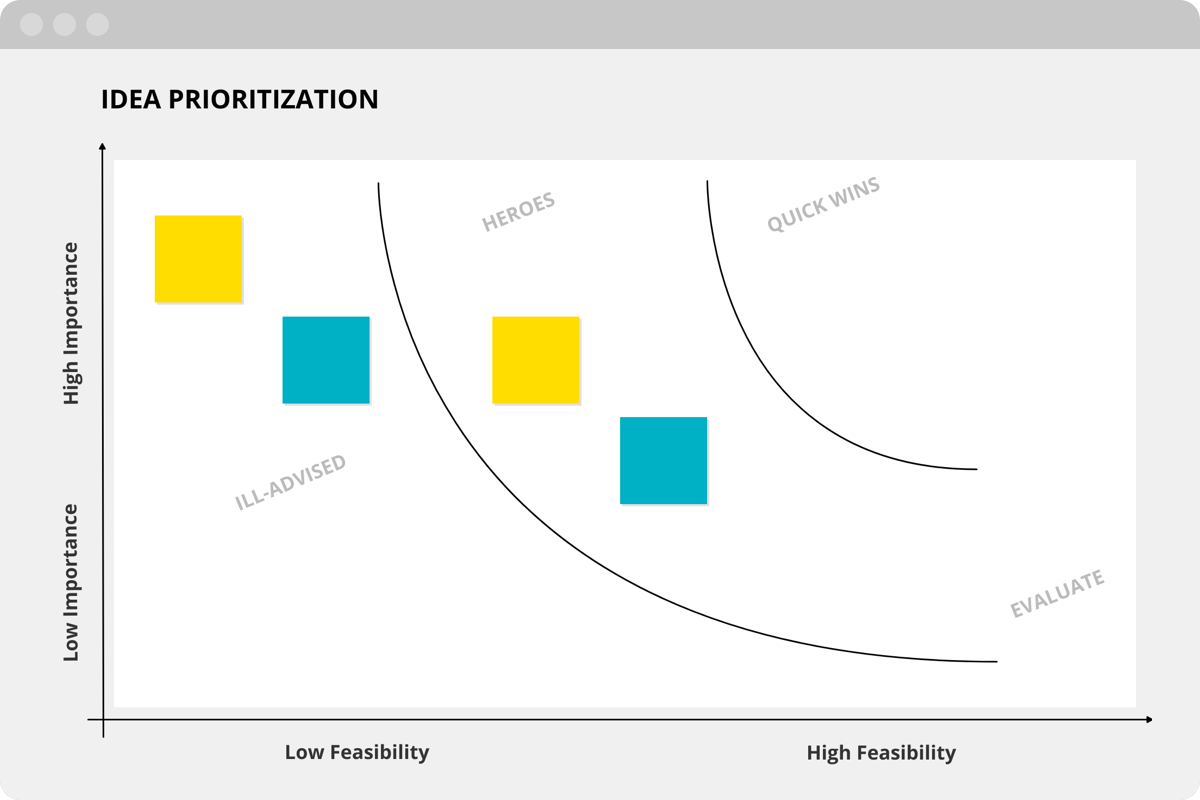 IDEA PRIORITIZATION
HEROES
QUICK WINS
High Importance
ILL-ADVISED
Low Importance
EVALUATE
Low Feasibility
High Feasibility